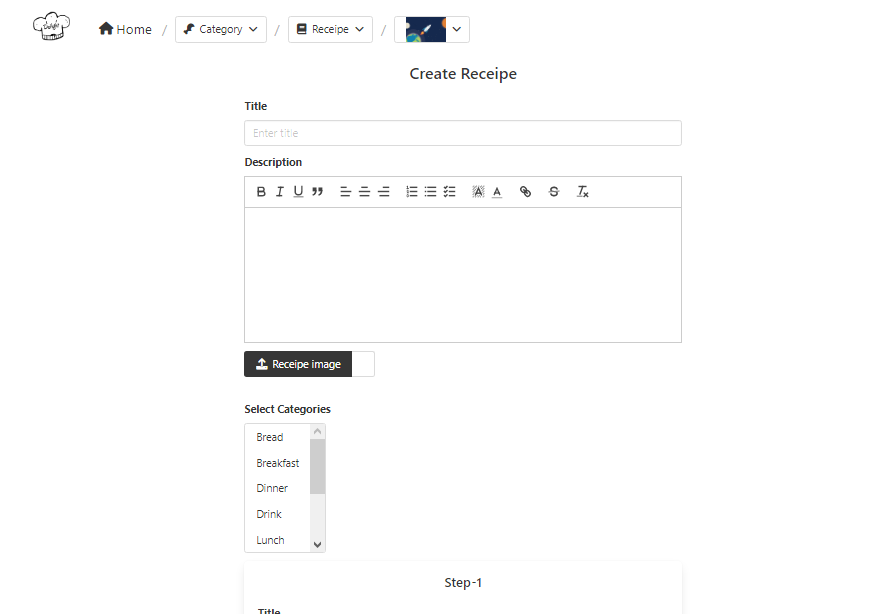 Home / Category / Receipe /
Create Receipe
Title
Enter title
Description
Receipe image
Select Categories
Bread
Breakfast
Dinner
Drink
Lunch
Step-1
Title